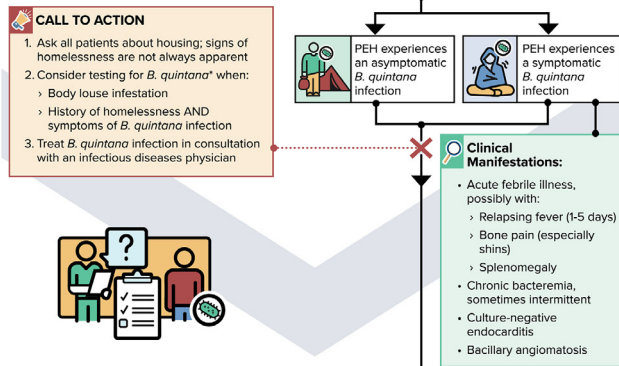 CALL TO ACTION
1. Ask all patients about housing; signs of
homelessness are not always apparent
2. Consider testing for B. quintana* when:
› Body louse infestation
› History of homelessness AND
symptoms of B. quintana infection
3. Treat B. quintana infection in consultation
with an infectious diseases physician
PEH experiences
an asymptomatic
B. quintana
infection
PEH experiences
a symptomatic
B. quintana
infection
Clinical
Manifestations:
• Acute febrile illness,
possibly with:
› Relapsing fever (1-5 days)
› Bone pain (especially
shins)
› Splenomegaly
• Chronic bacteremia,
sometimes intermittent
• Culture-negative
endocarditis
• Bacillary angiomatosis
?